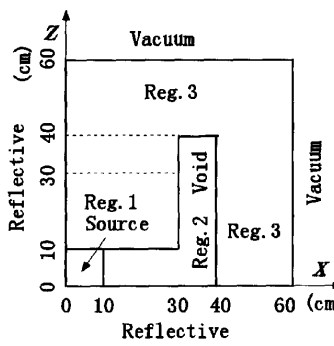 Vacuum
Z
(cm)
60
Reg. 3
40
30
Reflective
Void
Reg. 2
Vacuum
Reg. 1
Source
Reg. 3
10
0
X
0 10 30 40 60 (cm
Reflective